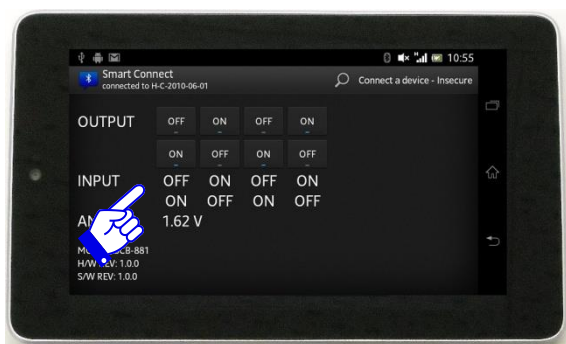 10:55
Smart Connect
connected to H-C-2010-06-01
Connect a device - Insecure
OUTPUT OFF ON OFF ON
ON OFF ON OFF
INPUT OFF ON OFF ON
ON OFF ON OFF
1.62 V
H/W REV: 1.0.0
S/W REV: 1.0.0